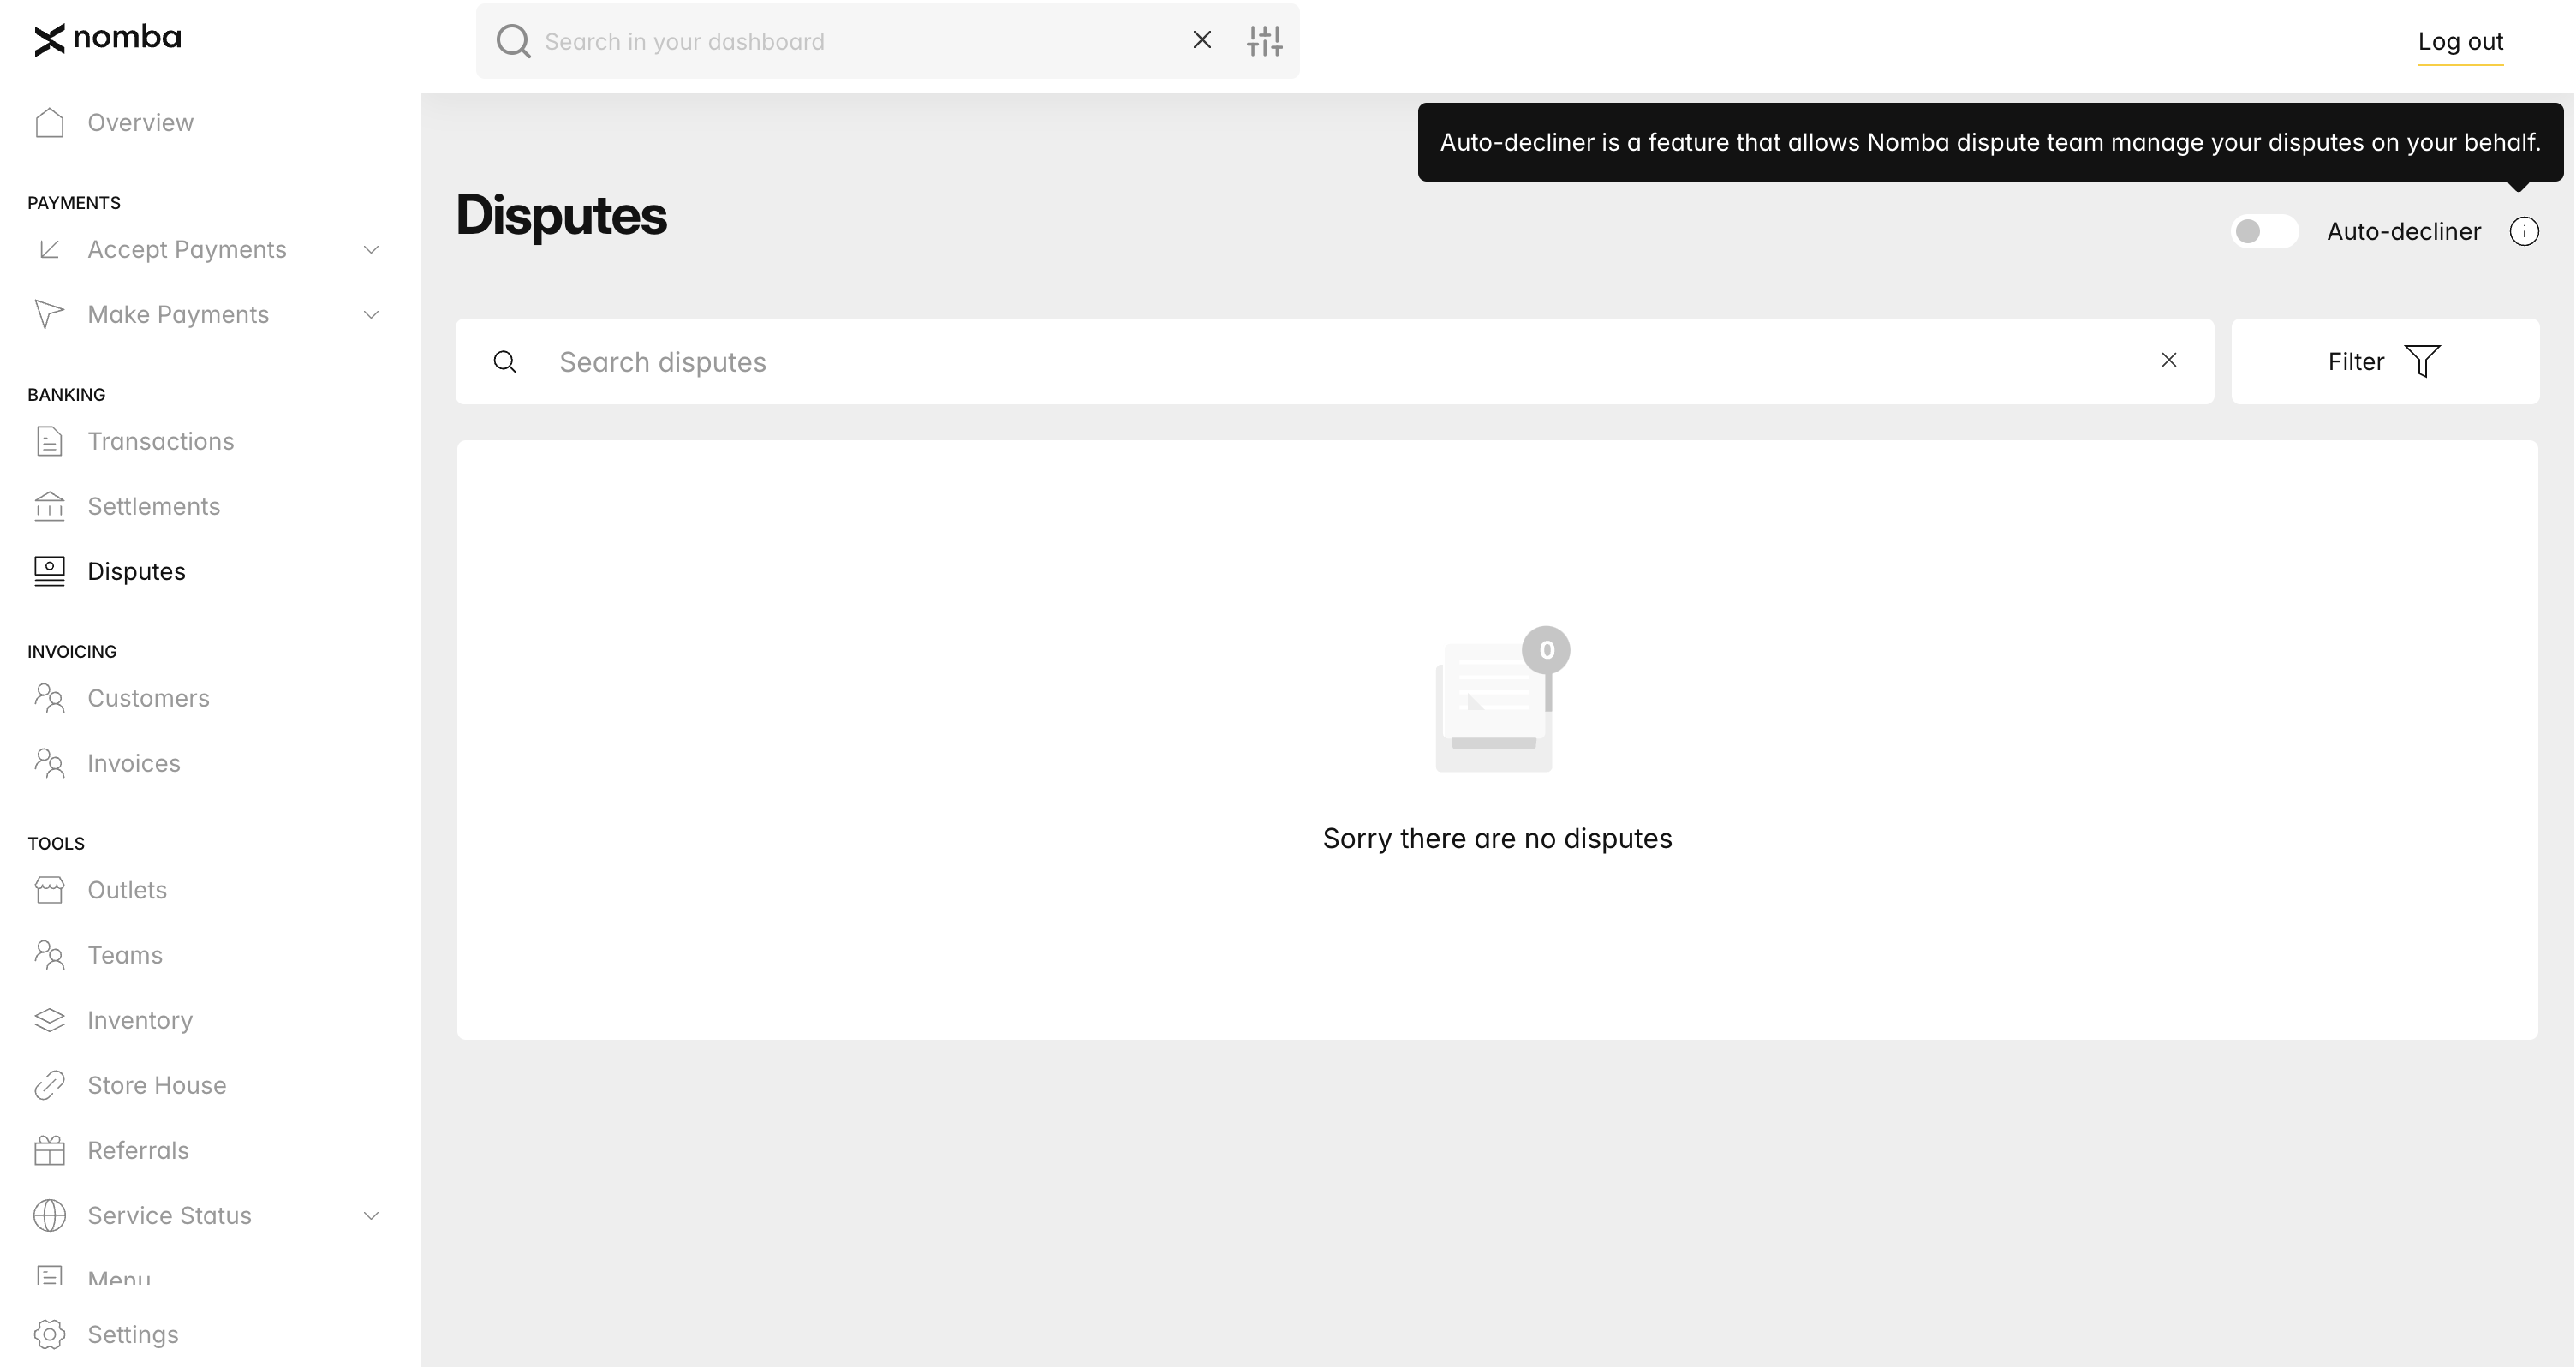 nomba
Search in your dashboard
Log out
Overview
PAYMENTS
Accept Payments
Make Payments
BANKING
Transactions
Settlements
Disputes
INVOICING
Customers
Invoices
TOOLS
Outlets
Teams
Inventory
Store House
Referrals
Service Status
Menu
Settings
Auto-decliner is a feature that allows Nomba dispute team manage your disputes on your behalf.
Disputes
Auto-decliner
Search disputes
Filter
0
Sorry there are no disputes